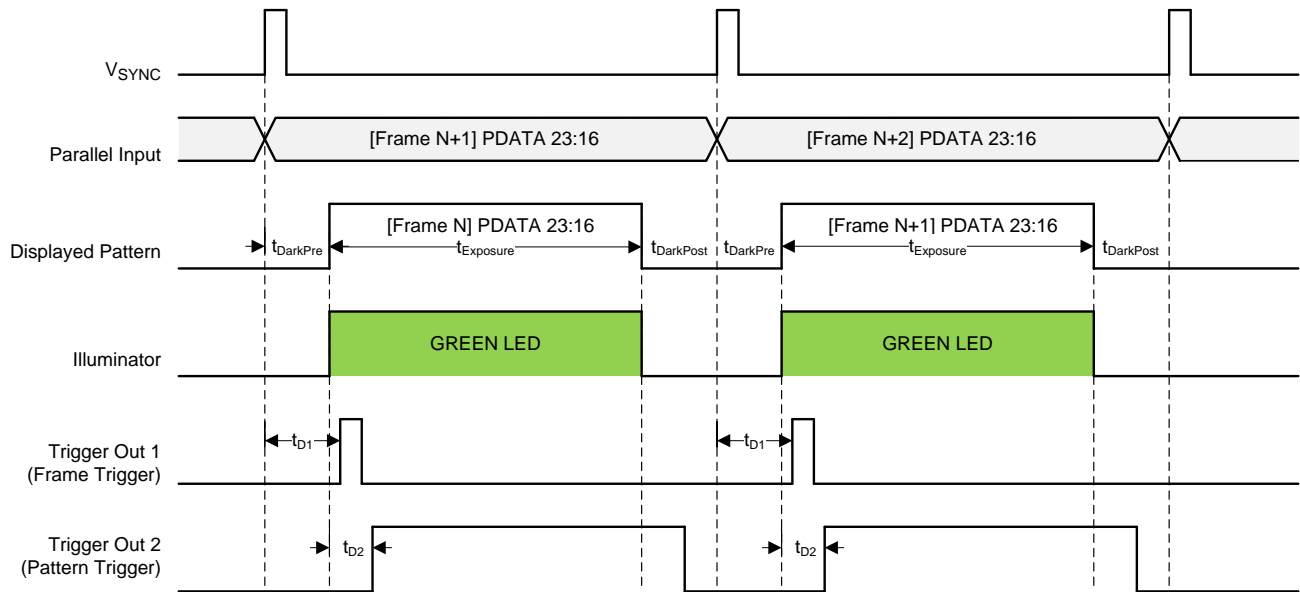 VSYNC
Parallel Input
[Frame N+1] PDATA 23:16
[Frame N+2] PDATA 23:16
Displayed Pattern
[Frame N] PDATA 23:16
[Frame N+1] PDATA 23:16
tDarkPre
tExposure
tDarkPost
tDarkPre
tExposure
tDarkPost
Illuminator
GREEN LED
GREEN LED
Trigger Out 1
(Frame Trigger)
tD1
tD1
Trigger Out 2
(Pattern Trigger)
tD2
tD2